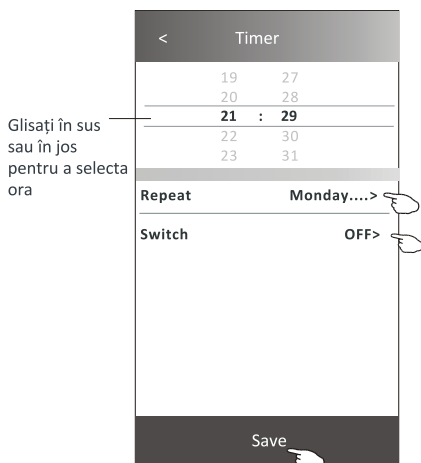 < Timer
19 27
20 28
21 : 29
22 30
23 31
Glisați în sus
sau în jos
pentru a selecta
ora
Repeat Monday....>
Switch OFF>
Save